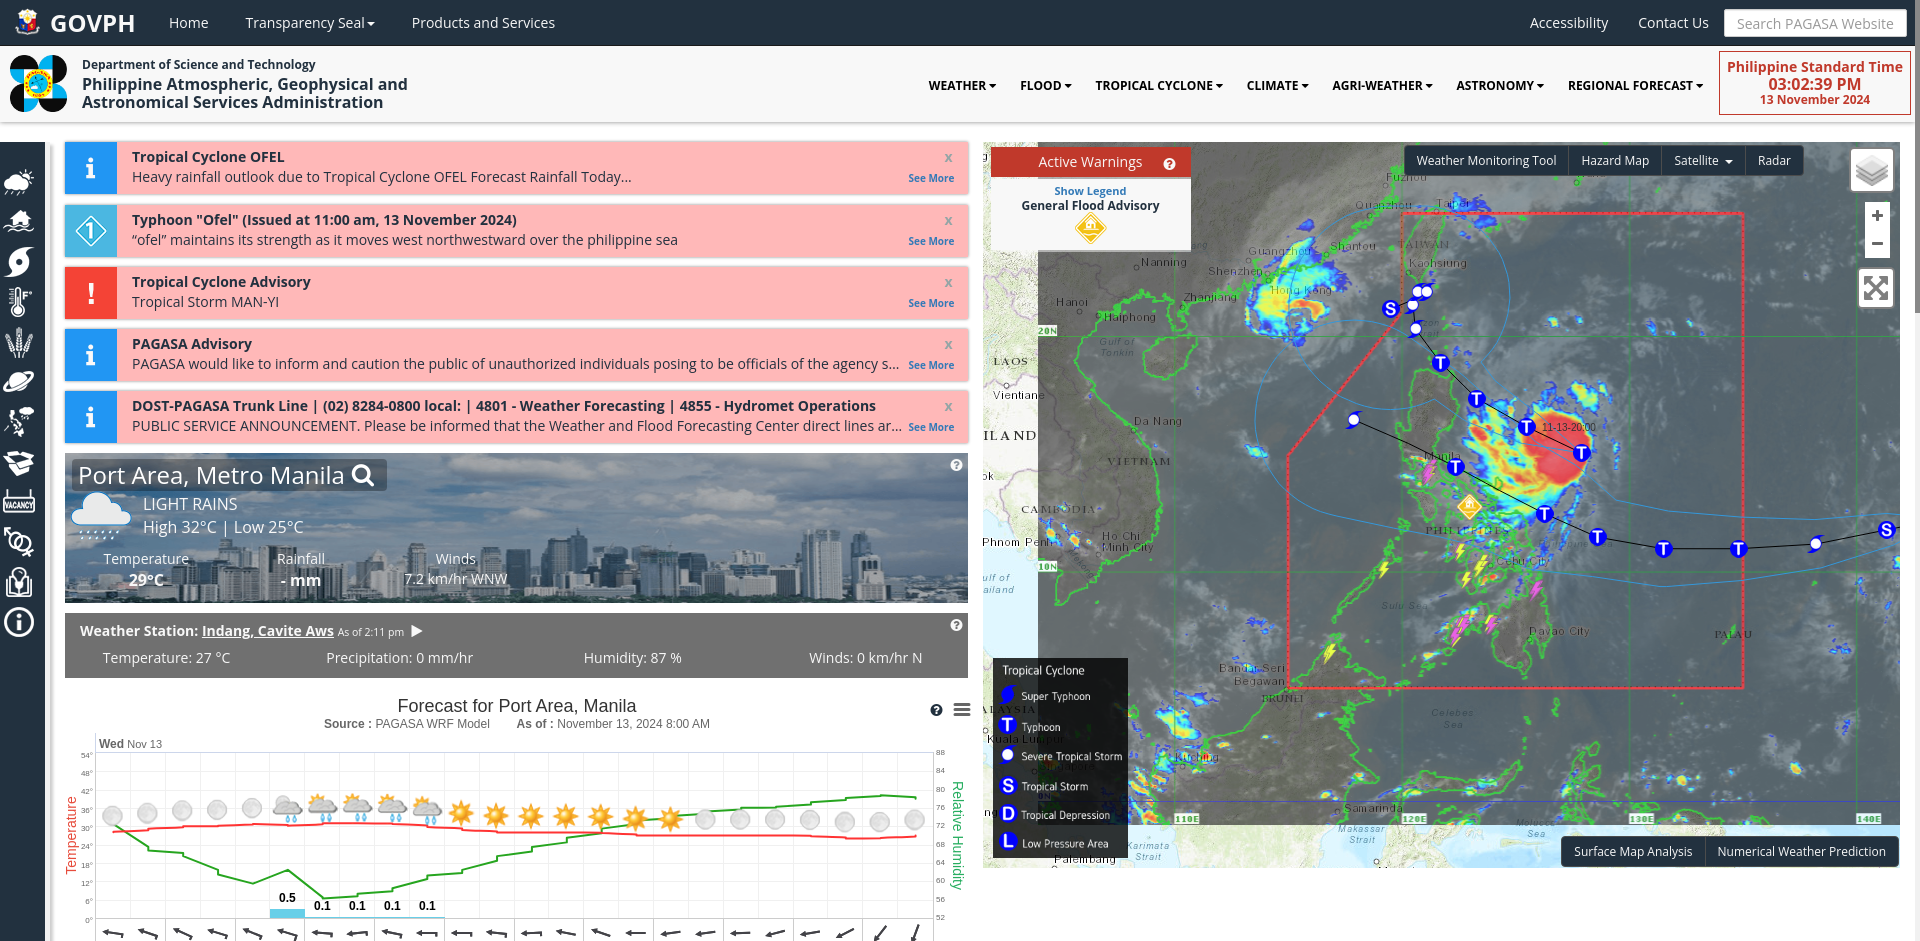 GOVPH
Home
Transparency Seal
Products and Services
Accessibility
Contact Us
Search PAGASA Website
Department of Science and Technology
Philippine Atmospheric, Geophysical and
Astronomical Services Administration
WEATHER
FLOOD
TROPICAL CYCLONE
CLIMATE
AGRI-WEATHER
ASTRONOMY
REGIONAL FORECAST
Philippine Standard Time
03:02:39 PM
13 November 2024
Tropical Cyclone OFEL
x
Heavy rainfall outlook due to Tropical Cyclone OFEL Forecast Rainfall Today...
See More
1
Typhoon "Ofel" (Issued at 11:00 am, 13 November 2024)
x
“ofel” maintains its strength as it moves west northwestward over the philippine sea
See More
Tropical Cyclone Advisory
x
Tropical Storm MAN-YI
See More
PAGASA Advisory
x
PAGASA would like to inform and caution the public of unauthorized individuals posing to be officials of the agency s...
See More
DOST-PAGASA Trunk Line | (02) 8284-0800 local: | 4801 - Weather Forecasting | 4855 - Hydromet Operations
x
PUBLIC SERVICE ANNOUNCEMENT. Please be informed that the Weather and Flood Forecasting Center direct lines ar...
See More
VACANCY
Port Area, Metro Manila
LIGHT RAINS
High 32°C | Low 25°C
Temperature
Rainfall
Winds
29°C
- mm
7.2 km/hr WNW
Weather Station: Indang, Cavite Aws As of 2:11 pm
Temperature: 27 °C
Precipitation: 0 mm/hr
Humidity: 87 %
Winds: 0 km/hr N
Forecast for Port Area, Manila
Source : PAGASA WRF Model As of : November 13, 2024 8:00 AM
Wed Nov 13
54°
48°
42°
36°
30°
24°
18°
12°
6°
0°
Temperature
88
84
80
76
72
68
64
60
56
52
Relative Humidity
0.5
0.1
0.1
0.1
0.1
Active Warnings
Show Legend
General Flood Advisory
Weather Monitoring Tool
Hazard Map
Satellite
Radar
+
−
Fuzhou
Quanzhou
Taipei
TAIWAN
Guangzhou
Shantou
Kaohsiung
Nanning
Shenzhen
Hong Kong
Zhanjiang
Hanoi
Haiphong
20N
Gulf of
Tonkin
LAOS
Vientiane
Da Nang
VIETNAM
CAMBODIA
Phnom Penh
Ho Chi
Minh City
10N
11-13-20:00
Manila
PHILIPPINES
Cebu City
Sulu Sea
Davao City
PALAU
Bandar Seri
Begawan
BRUNEI
Celebes
Sea
Kuala Lumpur
Kuching
Samarinda
110E
120E
130E
140E
Makassar
Strait
Karimata
Strait
Palembang
Tropical Cyclone
Super Typhoon
T Typhoon
Severe Tropical Storm
S Tropical Storm
D Tropical Depression
L Low Pressure Area
Surface Map Analysis
Numerical Weather Prediction